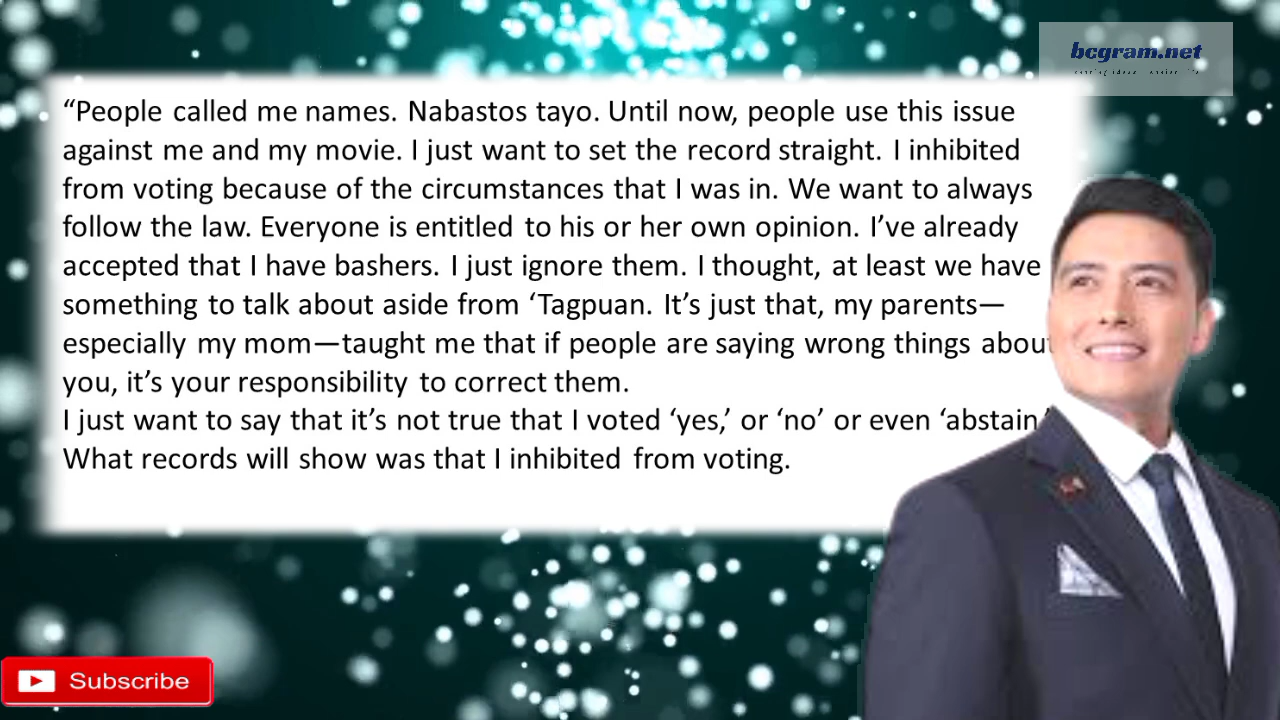 bcgram.net
“People called me names. Nabastos tayo. Until now, people use this issue
against me and my movie. I just want to set the record straight. I inhibited
from voting because of the circumstances that I was in. We want to always
follow the law. Everyone is entitled to his or her own opinion. I’ve already
accepted that I have bashers. I just ignore them. I thought, at least we have
something to talk about aside from ‘Tagpuan. It’s just that, my parents—
especially my mom—taught me that if people are saying wrong things about
you, it’s your responsibility to correct them.
I just want to say that it’s not true that I voted ‘yes,’ or ‘no’ or even ‘abstain.’
What records will show was that I inhibited from voting.
Subscribe